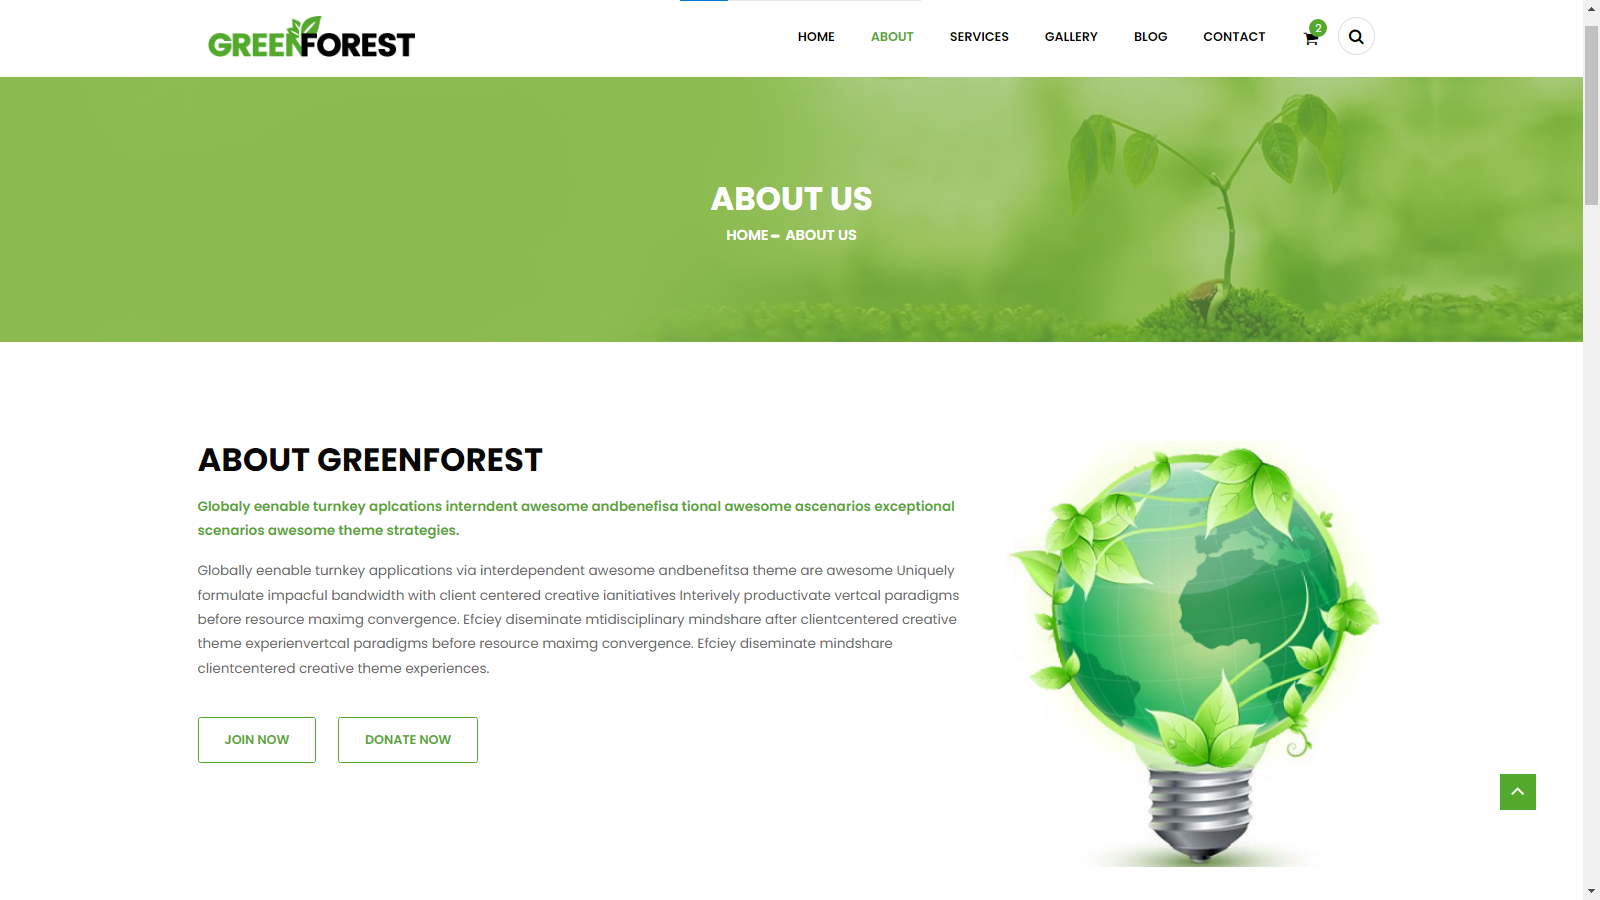 GREENFOREST
HOME ABOUT SERVICES GALLERY BLOG CONTACT 2
ABOUT US
HOME - ABOUT US
ABOUT GREENFOREST
Globaly eenable turnkey aplcations interndent awesome andbenefisa tional awesome ascenarios exceptional
scenarios awesome theme strategies.
Globally eenable turnkey applications via interdependent awesome andbenefitsa theme are awesome Uniquely
formulate impacful bandwidth with client centered creative ianitiatives Interively productivate vertcal paradigms
before resource maximg convergence. Efciey diseminate mtidisciplinary mindshare after clientcentered creative
theme experienvertcal paradigms before resource maximg convergence. Efciey diseminate mindshare
clientcentered creative theme experiences.
JOIN NOW DONATE NOW